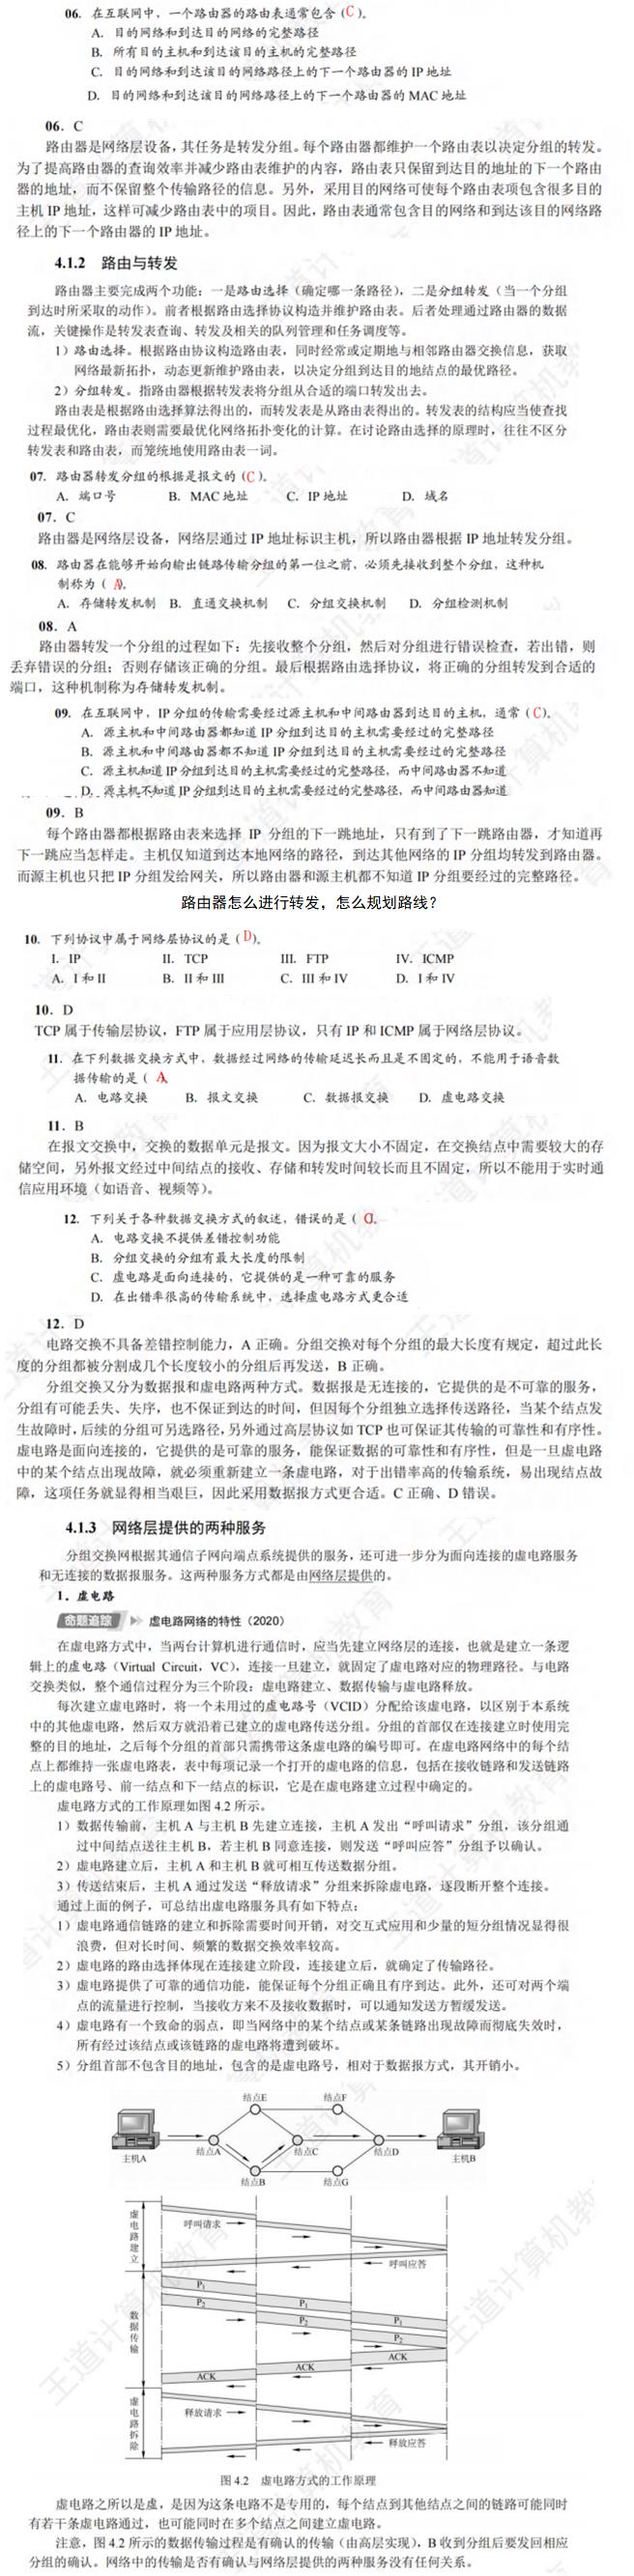 06. 在互联网中，一个路由器的路由表通常包含（C）。
A. 目的网络和到达目的网络的完整路径
B. 所有目的主机和到达该目的主机的完整路径
C. 目的网络和到达该目的网络路径上的下一个路由器的 IP 地址
D. 目的网络和到达该目的网络路径上的下一个路由器的 MAC 地址
06. C
路由器是网络层设备，其任务是转发分组。每个路由器都维护一个路由表以决定分组的转发。
为了提高路由器的查询效率并减少路由表维护的内容，路由表只保留到达目的地址的下一个路由
器的地址，而不保留整个传输路径的信息。另外，采用目的网络可使每个路由表项包含很多目的
主机 IP 地址，这样可减少路由表中的项目。因此，路由表通常包含目的网络和到达该目的网络路
径上的下一个路由器的 IP 地址。
4.1.2 路由与转发
路由器主要完成两个功能：一是路由选择（确定哪一条路径），二是分组转发（当一个分组
到达时所采取的动作）。前者根据路由选择协议构造并维护路由表。后者处理通过路由器的数据
流，关键操作是转发表查询、转发及相关的队列管理和任务调度等。
1）路由选择。根据路由协议构造路由表，同时经常或定期地与相邻路由器交换信息，获取
网络最新拓扑，动态更新维护路由表，以决定分组到达目的地结点的最优路径。
2）分组转发。指路由器根据转发表将分组从合适的端口转发出去。
路由表是根据路由选择算法得出的，而转发表是从路由表得出的。转发表的结构应当使查找
过程最优化，路由表则需要最优化网络拓扑变化的计算。在讨论路由选择的原理时，往往不区分
转发表和路由表，而笼统地使用路由表一词。
07. 路由器转发分组的根据是报文的（C）。
A. 端口号 B. MAC 地址 C. IP 地址 D. 域名
07. C
路由器是网络层设备，网络层通过 IP 地址标识主机，所以路由器根据 IP 地址转发分组。
08. 路由器在能够开始向输出链路传输分组的第一位之前，必须先接收到整个分组，这种机
制称为（A）。
A. 存储转发机制 B. 直通交换机制 C. 分组交换机制 D. 分组检测机制
08. A
路由器转发一个分组的过程如下：先接收整个分组，然后对分组进行错误检查，若出错，则
丢弃错误的分组；否则存储该正确的分组。最后根据路由选择协议，将正确的分组转发到合适的
端口，这种机制称为存储转发机制。
09. 在互联网中，IP 分组的传输需要经过源主机和中间路由器到达目的主机，通常（C）。
A. 源主机和中间路由器都知道 IP 分组到达目的主机需要经过的完整路径
B. 源主机和中间路由器都不知道 IP 分组到达目的主机需要经过的完整路径
C. 源主机知道 IP 分组到达目的主机需要经过的完整路径，而中间路由器不知道
D. 源主机不知道 IP 分组到达目的主机需要经过的完整路径，而中间路由器知道
09. B
每个路由器都根据路由表来选择 IP 分组的下一跳地址，只有到了下一跳路由器，才知道再
下一跳应当怎样走。主机仅知道到达本地网络的路径，到达其他网络的 IP 分组均转发到路由器。
而源主机也只把 IP 分组发给网关，所以路由器和源主机都不知道 IP 分组要经过的完整路径。
路由器怎么进行转发，怎么规划路线？
10. 下列协议中属于网络层协议的是（D）。
I. IP II. TCP III. FTP IV. ICMP
A. I 和 II B. II 和 III C. III 和 IV D. I 和 IV
10. D
TCP 属于传输层协议，FTP 属于应用层协议，只有 IP 和 ICMP 属于网络层协议。
11. 在下列数据交换方式中，数据经过网络的传输延迟长而且是不固定的，不能用于语音数
据传输的是（A
A. 电路交换 B. 报文交换 C. 数据报交换 D. 虚电路交换
11. B
在报文交换中，交换的数据单元是报文。因为报文大小不固定，在交换结点中需要较大的存
储空间，另外报文经过中间结点的接收、存储和转发时间较长而且不固定，所以不能用于实时通
信应用环境（如语音、视频等）。
12. 下列关于各种数据交换方式的叙述，错误的是（C）。
A. 电路交换不提供差错控制功能
B. 分组交换的分组有最大长度的限制
C. 虚电路是面向连接的，它提供的是一种可靠的服务
D. 在出错率很高的传输系统中，选择虚电路方式更合适
12. D
电路交换不具备差错控制能力，A 正确。分组交换对每个分组的最大长度有规定，超过此长
度的分组都被分割成几个长度较小的分组后再发送，B 正确。
分组交换又分为数据报和虚电路两种方式。数据报是无连接的，它提供的是不可靠的服务，
分组有可能丢失、失序，也不保证到达的时间，但因每个分组独立选择传送路径，当某个结点发
生故障时，后续的分组可另选路径，另外通过高层协议如 TCP 也可保证其传输的可靠性和有序性。
虚电路是面向连接的，它提供的是可靠的服务，能保证数据的可靠性和有序性，但是一旦虚电路
中的某个结点出现故障，就必须重新建立一条虚电路，对于出错率高的传输系统，易出现结点故
障，这项任务就显得相当艰巨，因此采用数据报方式更合适。C 正确、D 错误。
4.1.3 网络层提供的两种服务
分组交换网根据其通信子网向端点系统提供的服务，还可进一步分为面向连接的虚电路服务
和无连接的数据报服务。这两种服务方式都是由网络层提供的。
1. 虚电路
命题追踪 虚电路网络的特性（2020）
在虚电路方式中，当两台计算机进行通信时，应当先建立网络层的连接，也就是建立一条逻
辑上的虚电路（Virtual Circuit，VC），连接一旦建立，就固定了虚电路对应的物理路径。与电路
交换类似，整个通信过程分为三个阶段：虚电路建立、数据传输与虚电路释放。
每次建立虚电路时，将一个未用过的虚电路号（VCID）分配给该虚电路，以区别于本系统
中的其他虚电路，然后双方就沿着已建立的虚电路传送分组。分组的首部仅在连接建立时使用完
整的目的地址，之后每个分组的首部只需携带这条虚电路的编号即可。在虚电路网络中的每个结
点上都维持一张虚电路表，表中每项记录一个打开的虚电路的信息，包括在接收链路和发送链路
上的虚电路号、前一结点和下一结点的标识，它是在虚电路建立过程中确定的。
虚电路方式的工作原理如图 4.2 所示。
1）数据传输前，主机 A 与主机 B 先建立连接，主机 A 发出“呼叫请求”分组，该分组通
过中间结点送往主机 B，若主机 B 同意连接，则发送“呼叫应答”分组予以确认。
2）虚电路建立后，主机 A 和主机 B 就可相互传送数据分组。
3）传送结束后，主机 A 通过发送“释放请求”分组来拆除虚电路，逐段断开整个连接。
通过上面的例子，可总结出虚电路服务具有如下特点：
1）虚电路通信链路的建立和拆除需要时间开销，对交互式应用和少量的短分组情况显得很
浪费，但对长时间、频繁的数据交换效率较高。
2）虚电路的路由选择体现在连接建立阶段，连接建立后，就确定了传输路径。
3）虚电路提供了可靠的通信功能，能保证每个分组正确且有序到达。此外，还可对两个端
点的流量进行控制，当接收方来不及接收数据时，可以通知发送方暂缓发送。
4）虚电路有一个致命的弱点，即当网络中的某个结点或某条链路出现故障而彻底失效时，
所有经过该结点或该链路的虚电路将遭到破坏。
5）分组首部不包含目的地址，包含的是虚电路号，相对于数据报方式，其开销小。
结点E 结点F
主机A 结点A 结点C 结点D 主机B
结点B 结点G
虚电路建立
呼叫请求
呼叫应答
数据传输
P1
P2 P1
P2 P1
P2
ACK
ACK
ACK
虚电路拆除
释放请求
释放应答
图 4.2 虚电路方式的工作原理
虚电路之所以是虚，是因为这条电路不是专用的，每个结点到其他结点之间的链路可能同时
有若干条虚电路通过，也可能同时在多个结点之间建立虚电路。
注意，图 4.2 所示的数据传输过程是有确认的传输（由高层实现），B 收到分组后要发回相应
分组的确认。网络中的传输是否有确认与网络层提供的两种服务没有任何关系。
王道计算机教育